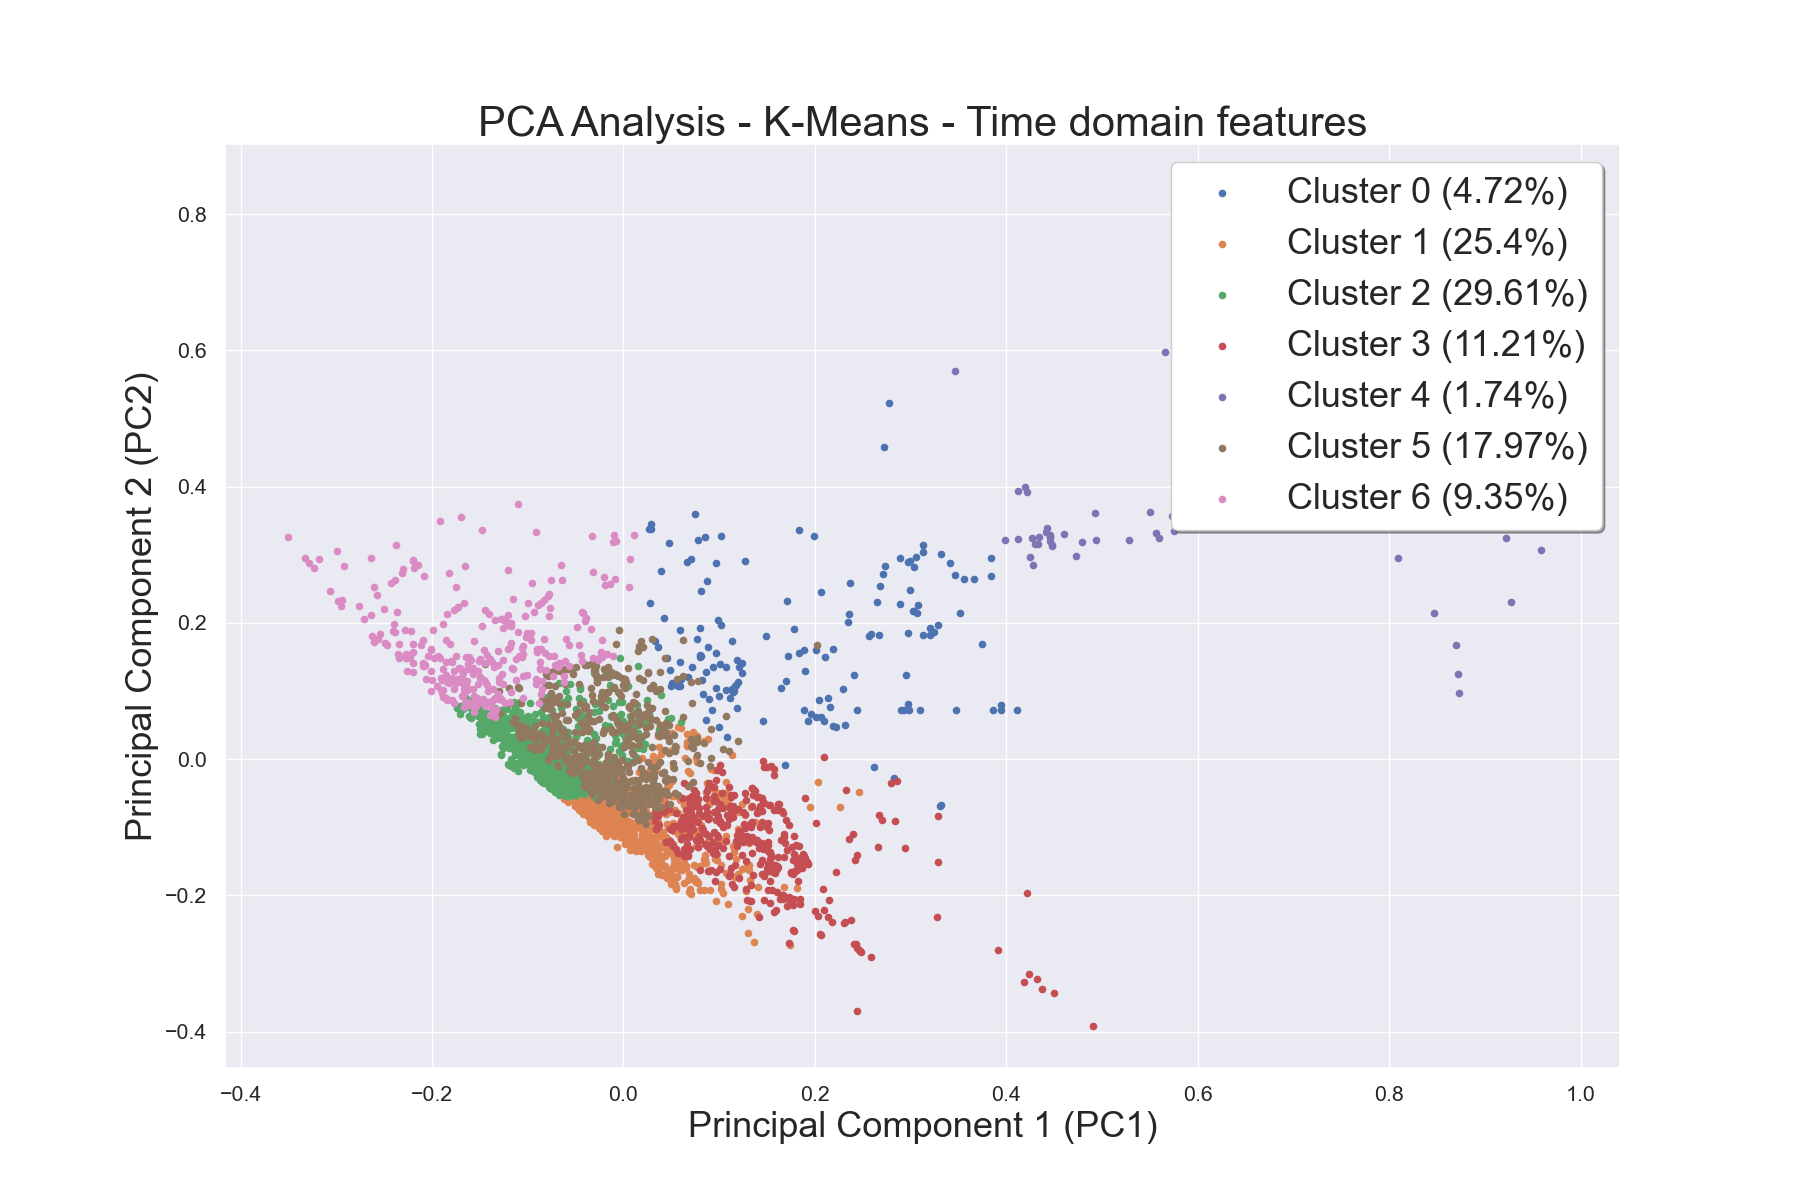 PCA Analysis - K-Means - Time domain features
Cluster 0 (4.72%)
Cluster 1 (25.4%)
Cluster 2 (29.61%)
Cluster 3 (11.21%)
Cluster 4 (1.74%)
Cluster 5 (17.97%)
Cluster 6 (9.35%)
Principal Component 2 (PC2)
0.8
0.6
0.4
0.2
0.0
−0.2
−0.4
−0.4 −0.2 0.0 0.2 0.4 0.6 0.8 1.0
Principal Component 1 (PC1)